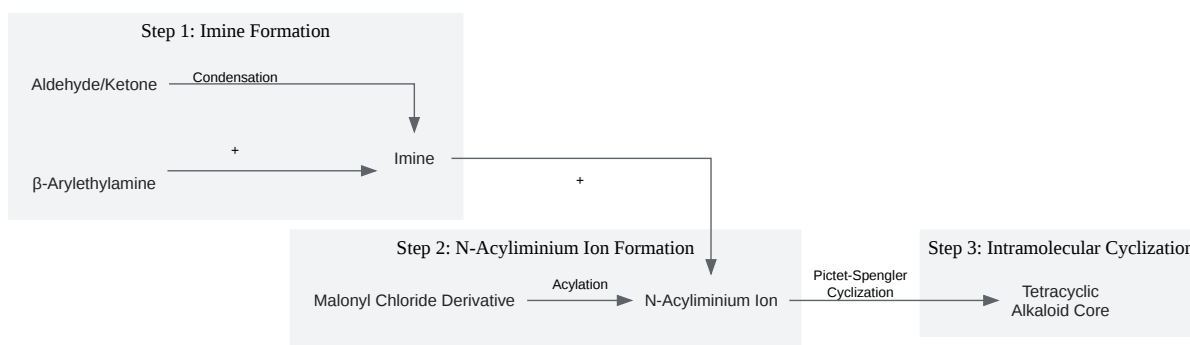 Step 1: Imine Formation
Aldehyde/Ketone
Condensation
+
Imine
β-Arylethylamine
+
Step 2: N-Acyliminium Ion Formation
Malonyl Chloride Derivative
Acylation
N-Acyliminium Ion
Pictet-Spengler
Cyclization
Step 3: Intramolecular Cyclization
Tetracyclic
Alkaloid Core